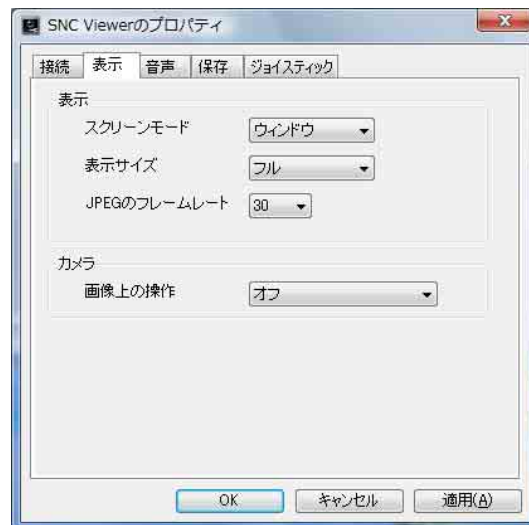 SNC Viewerのプロパティ
接続 表示 音声 保存 ジョイスティック
表示
スクリーンモード ウィンドウ
表示サイズ フル
JPEGのフレームレート 30
カメラ
画像上の操作 オフ
OK キャンセル 適用(A)